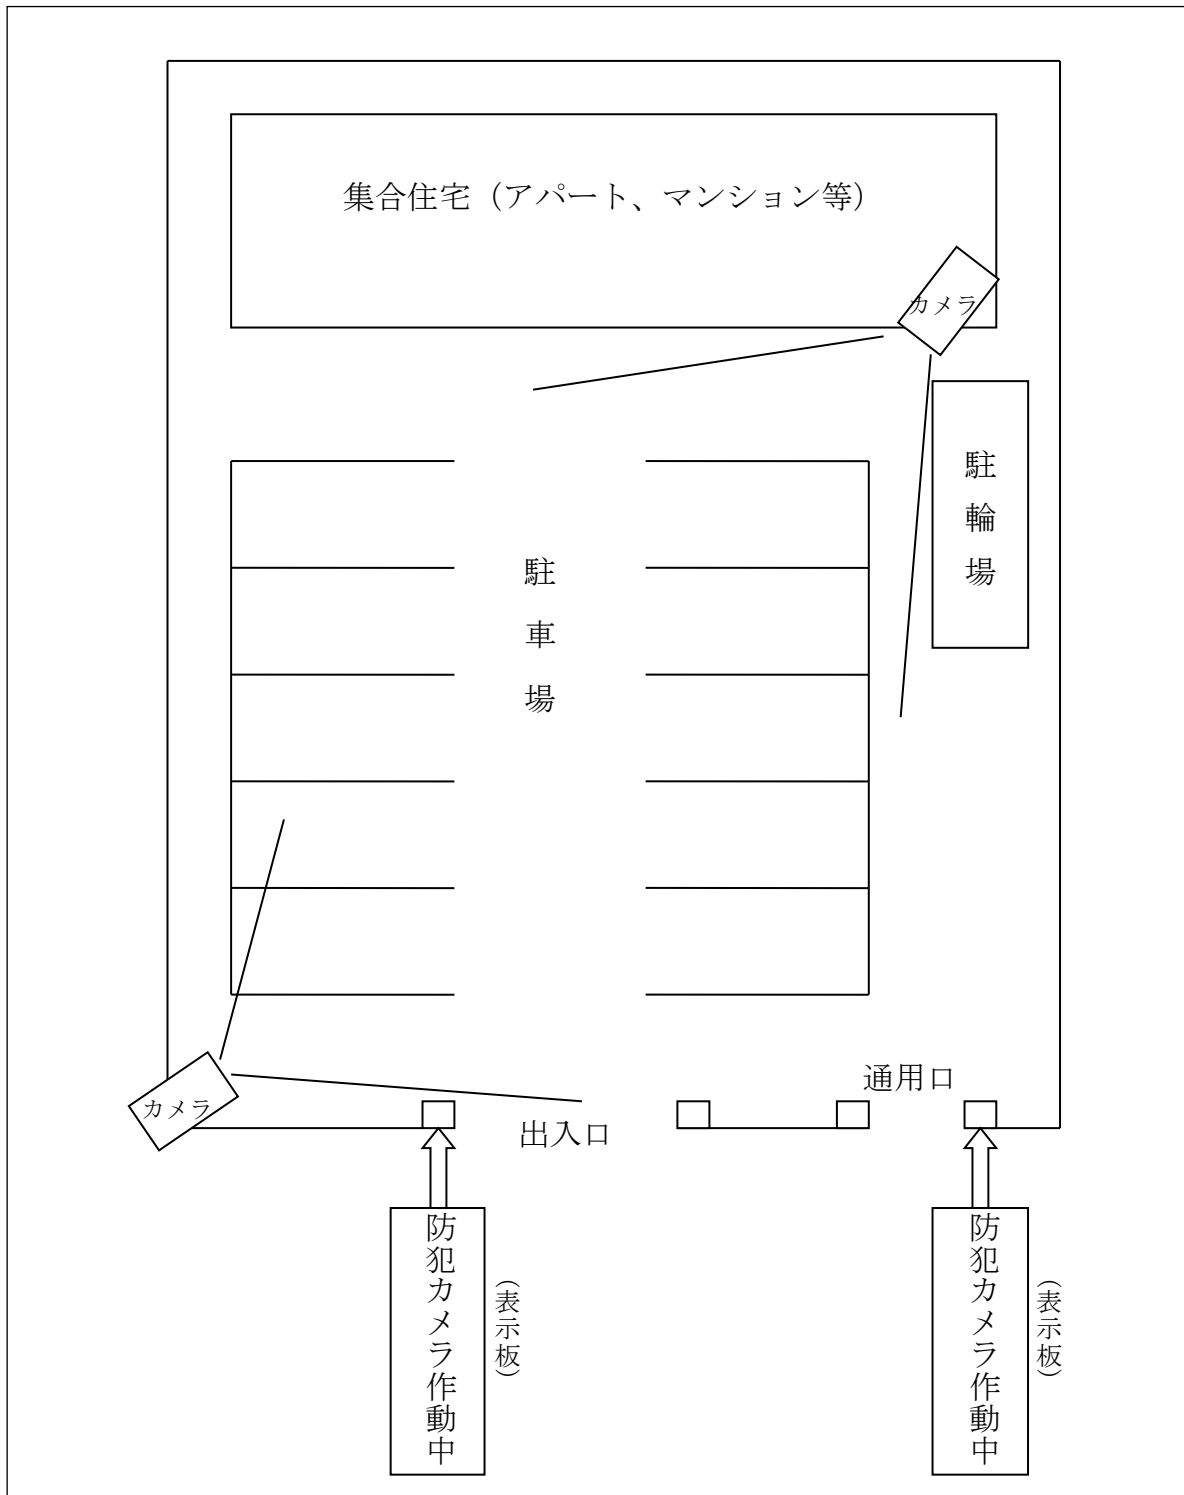 集合住宅（アパート、マンション等）
カメラ
駐輪場
駐車場
カメラ
通用口
出入口
防犯カメラ作動中
（表示板）
防犯カメラ作動中
（表示板）